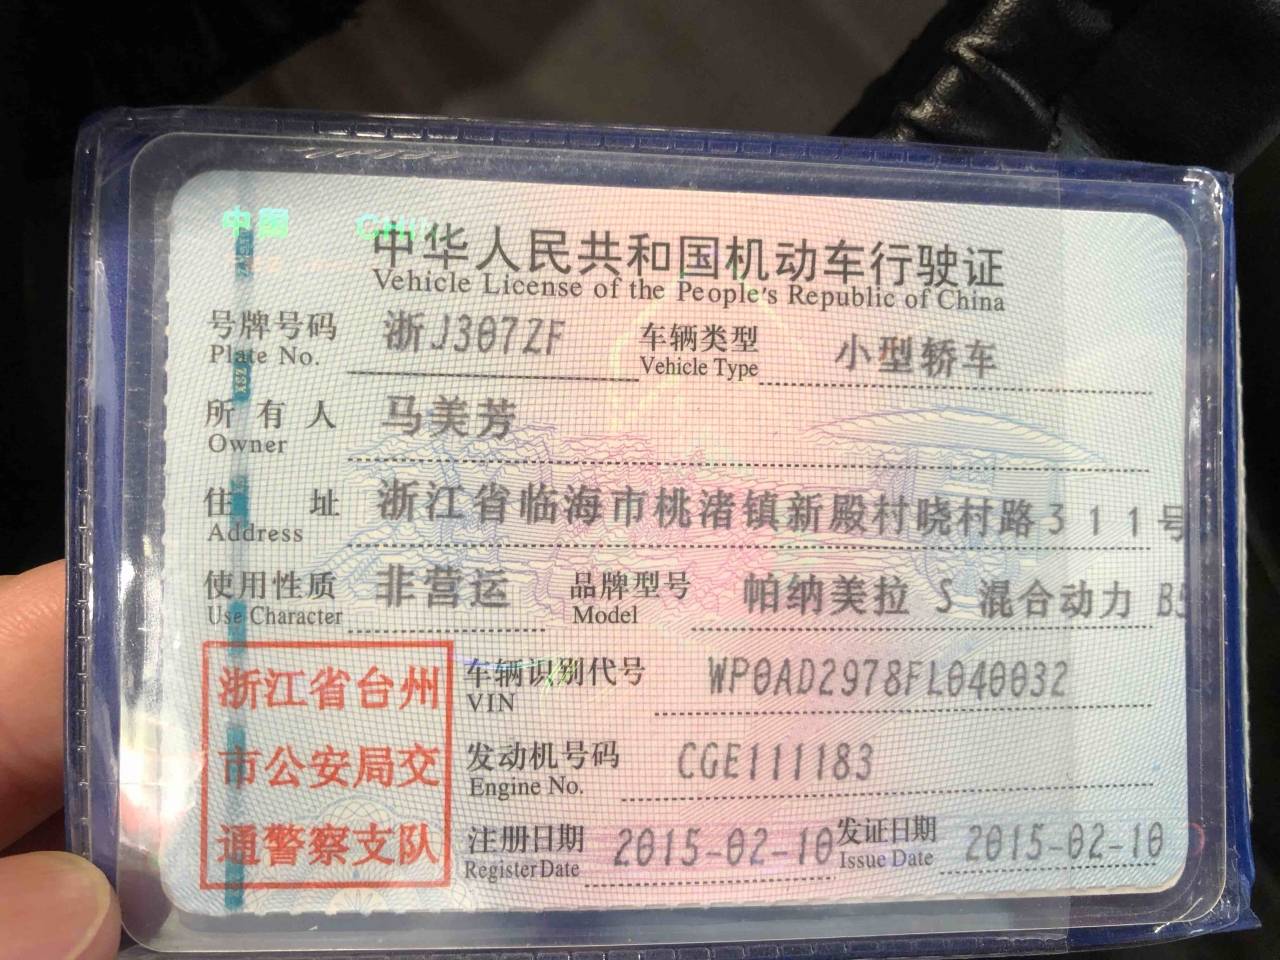 中国 CHI
中华人民共和国机动车行驶证
Vehicle License of the People's Republic of China
号牌号码 浙J307ZF 车辆类型 小型轿车
Plate No. Vehicle Type
所有人 马美芳
Owner
住址 浙江省临海市桃渚镇新殿村晓村路311号
Address
使用性质 非营运 品牌型号 帕纳美拉 S 混合动力 B5
Use Character Model
浙江省台州
市公安局交
通警察支队
车辆识别代号 WP0AD2978FL040032
VIN
发动机号码 CGE111183
Engine No.
注册日期 2015-02-10 发证日期 2015-02-10
Register Date Issue Date